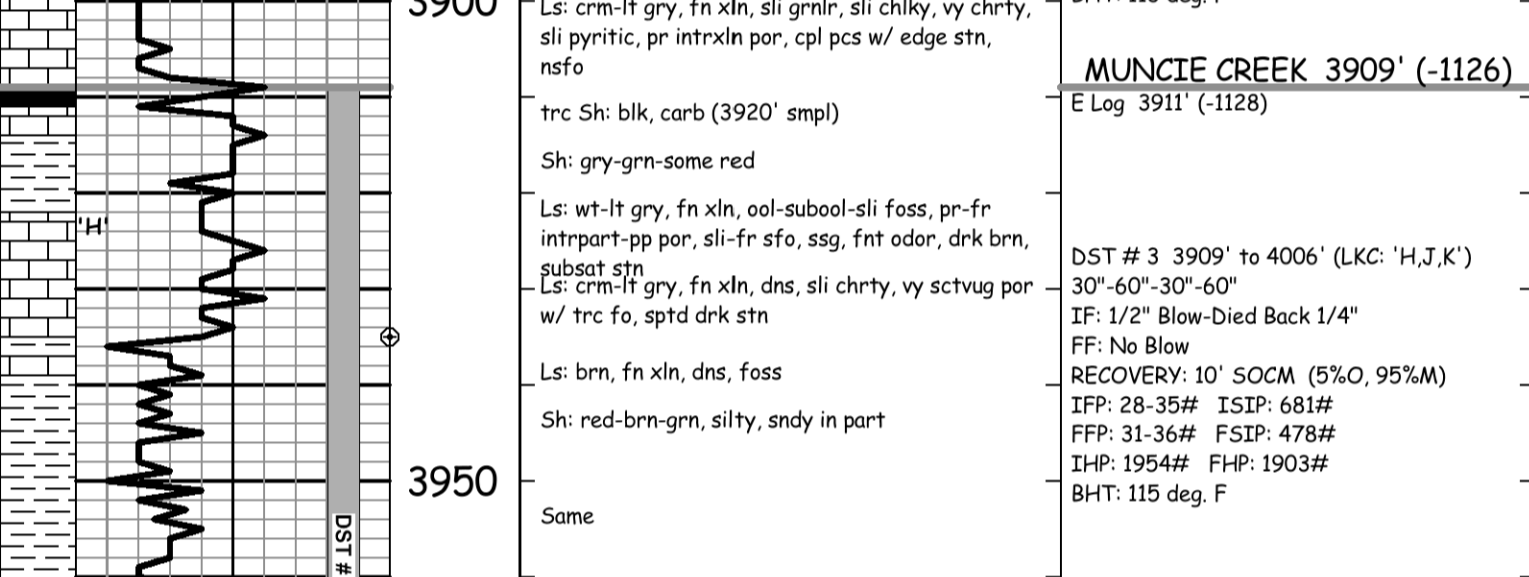 3900
Ls: crm-lt gry, fn xln, sli grnlr, sli chlky, vy chrty,
sli pyritic, pr intrxln por, cpl pcs w/ edge stn,
nsfo
MUNCIE CREEK 3909' (-1126)
E Log 3911' (-1128)
trc Sh: blk, carb (3920' smpl)
Sh: gry-grn-some red
'H'
Ls: wt-lt gry, fn xln, ool-subool-sli foss, pr-fr
intrpart-pp por, sli-fr sfo, ssg, fnt odor, drk brn,
subsat stn
Ls: crm-lt gry, fn xln, dns, sli chrty, vy sctvug por
w/ trc fo, sptd drk stn
Ls: brn, fn xln, dns, foss
Sh: red-brn-grn, silty, sndy in part
3950
Same
DST #
DST # 3 3909' to 4006' (LKC: 'H,J,K')
30"-60"-30"-60"
IF: 1/2" Blow-Died Back 1/4"
FF: No Blow
RECOVERY: 10' SOCM (5%O, 95%M)
IFP: 28-35# ISIP: 681#
FFP: 31-36# FSIP: 478#
IHP: 1954# FHP: 1903#
BHT: 115 deg. F